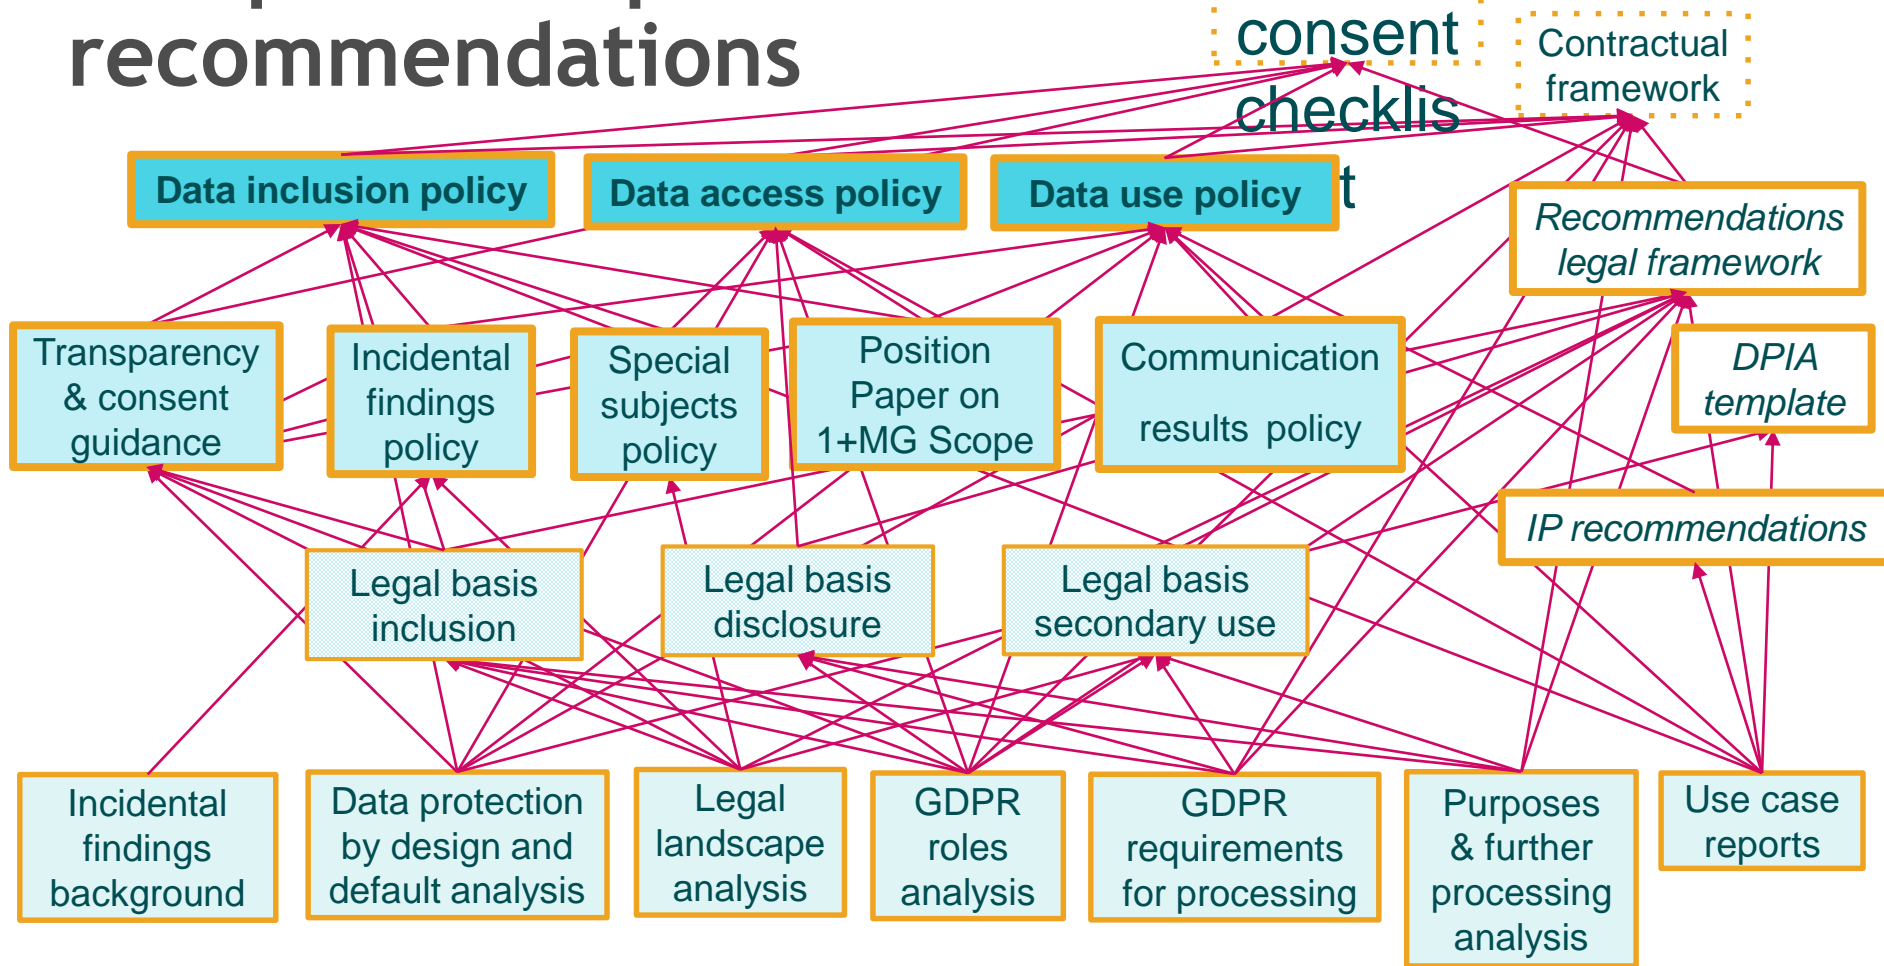 recommendations
consent
checklis
t
Contractual
framework
Data inclusion policy
Data access policy
Data use policy
Recommendations
legal framework
Transparency
& consent
guidance
Incidental
findings
policy
Special
subjects
policy
Position
Paper on
1+MG Scope
Communication
results policy
DPIA
template
IP recommendations
Legal basis
inclusion
Legal basis
disclosure
Legal basis
secondary use
Incidental
findings
background
Data protection
by design and
default analysis
Legal
landscape
analysis
GDPR
roles
analysis
GDPR
requirements
for processing
Purposes
& further
processing
analysis
Use case
reports